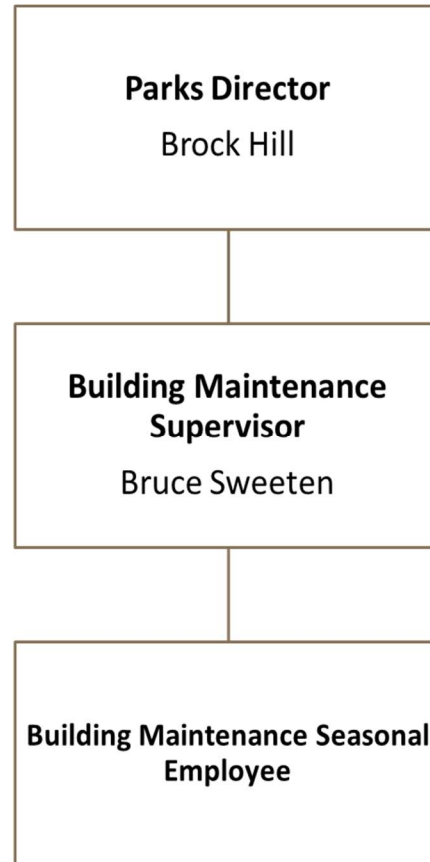 Parks Director
Brock Hill
Building Maintenance
Supervisor
Bruce Sweeten
Building Maintenance Seasonal
Employee